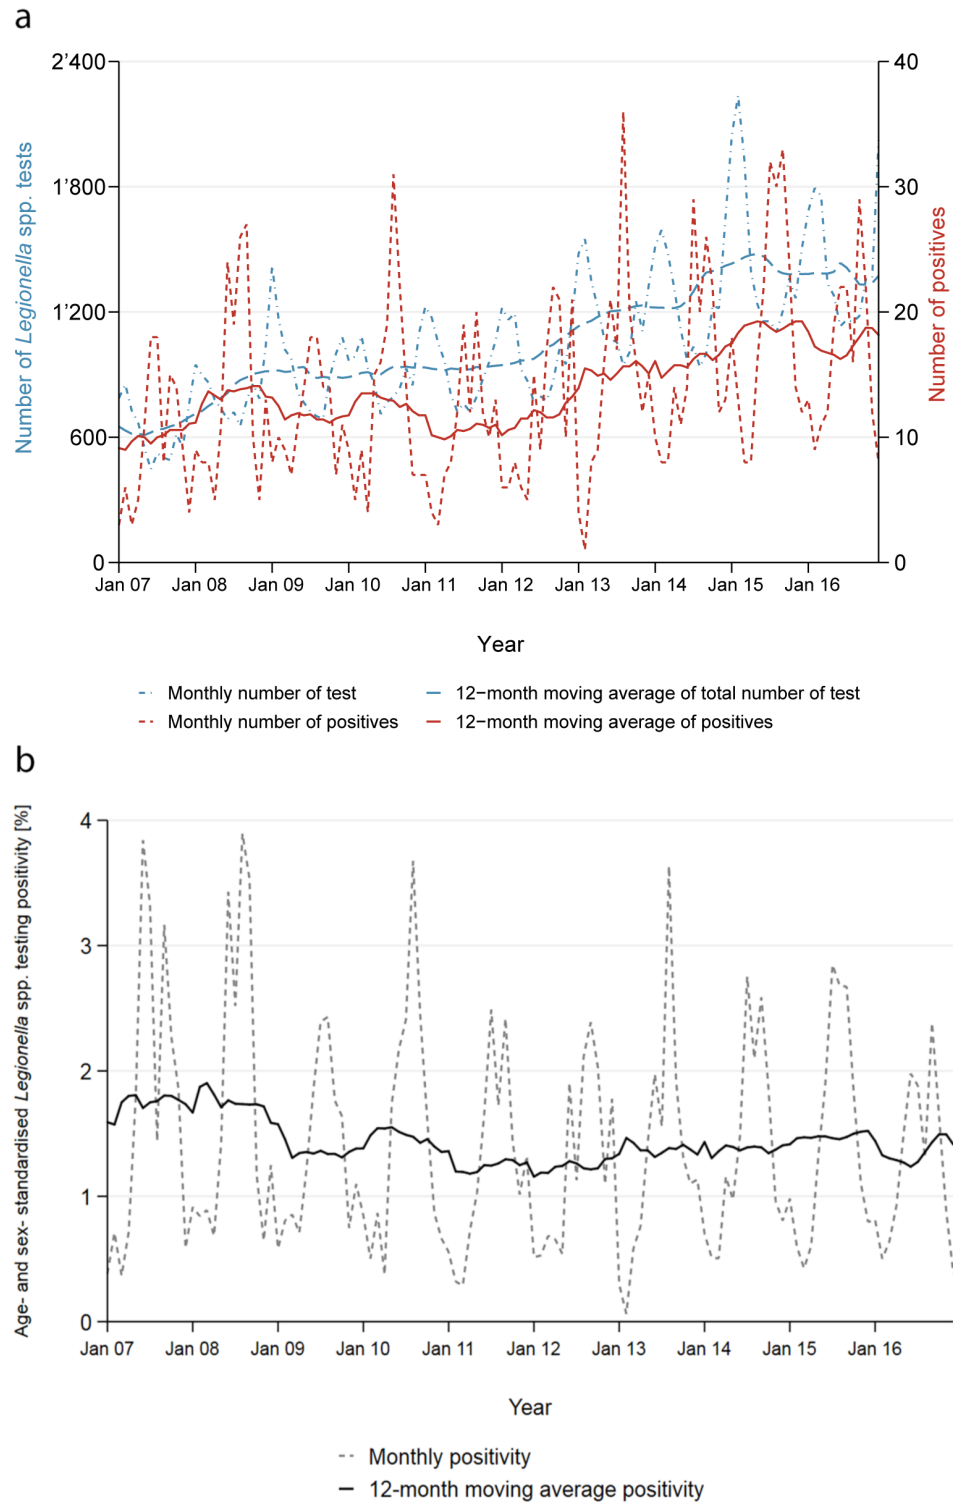 a
2’400
1’800
1’200
600
0
Number of Legionella spp. tests
40
30
20
10
0
Number of positives
Jan 07 Jan 08 Jan 09 Jan 10 Jan 11 Jan 12 Jan 13 Jan 14 Jan 15 Jan 16
Year
Monthly number of test
12−month moving average of total number of test
Monthly number of positives
12−month moving average of positives
b
Age- and sex- standardised Legionella spp. testing positivity [%]
4
3
2
1
0
Jan 07 Jan 08 Jan 09 Jan 10 Jan 11 Jan 12 Jan 13 Jan 14 Jan 15 Jan 16
Year
Monthly positivity
12-month moving average positivity